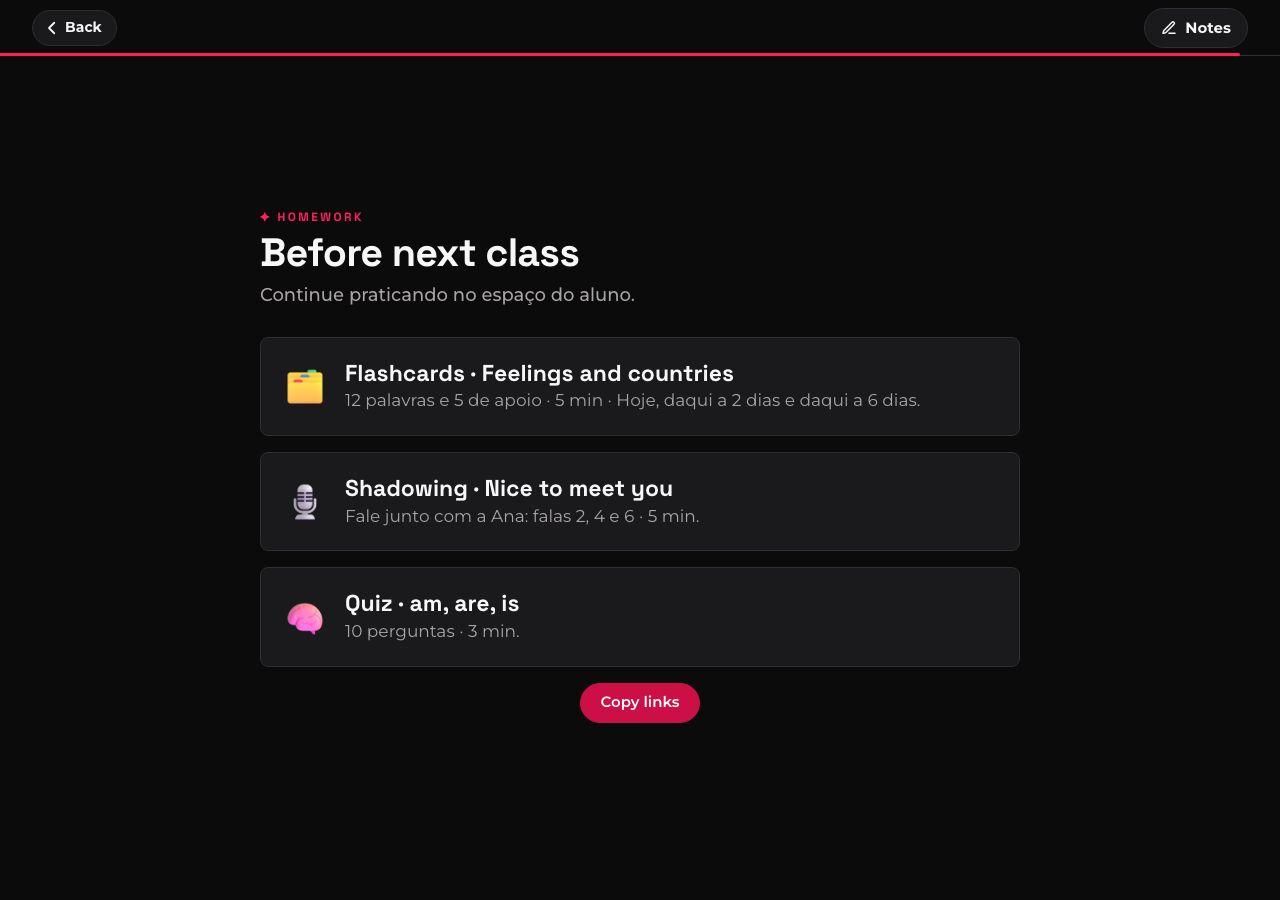 Back
Notes
HOMEWORK
Before next class
Continue praticando no espaço do aluno.
Flashcards · Feelings and countries
12 palavras e 5 de apoio · 5 min · Hoje, daqui a 2 dias e daqui a 6 dias.
Shadowing · Nice to meet you
Fale junto com a Ana: falas 2, 4 e 6 · 5 min.
Quiz · am, are, is
10 perguntas · 3 min.
Copy links